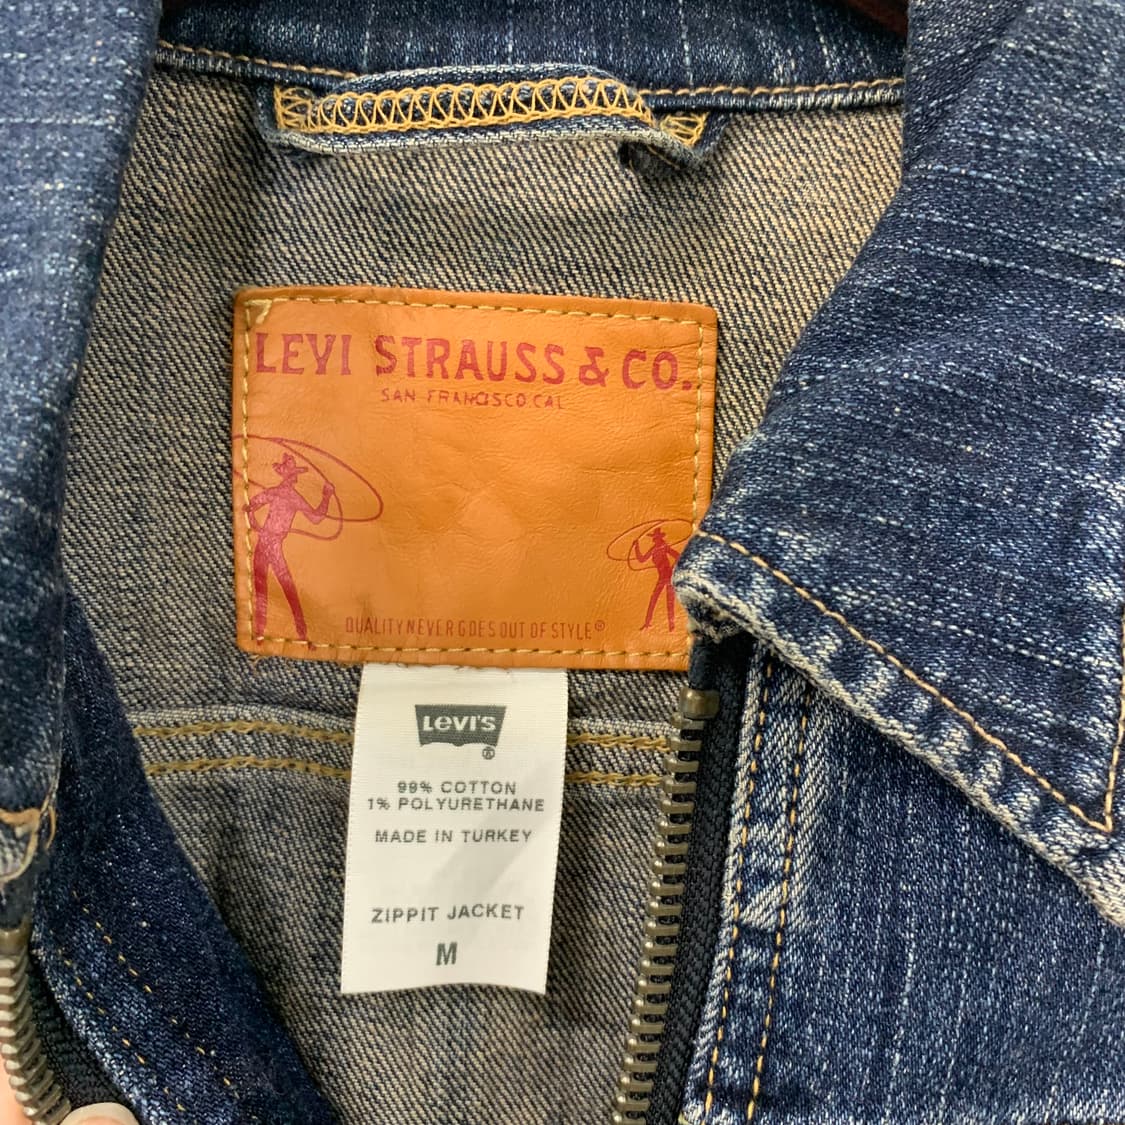 LEVI STRAUSS & CO.
SAN FRANCISCO CAL
QUALITY NEVER GOES OUT OF STYLE®
LEVI'S
®
99% COTTON
1% POLYURETHANE
MADE IN TURKEY
ZIPPIT JACKET
M